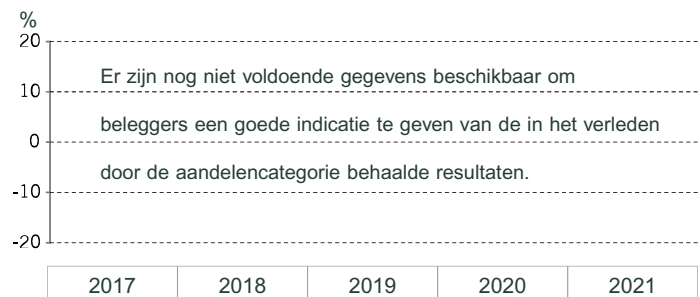 %
20
10
0
-10
-20
Er zijn nog niet voldoende gegevens beschikbaar om
beleggers een goede indicatie te geven van de in het verleden
door de aandelencategorie behaalde resultaten.
2017 2018 2019 2020 2021